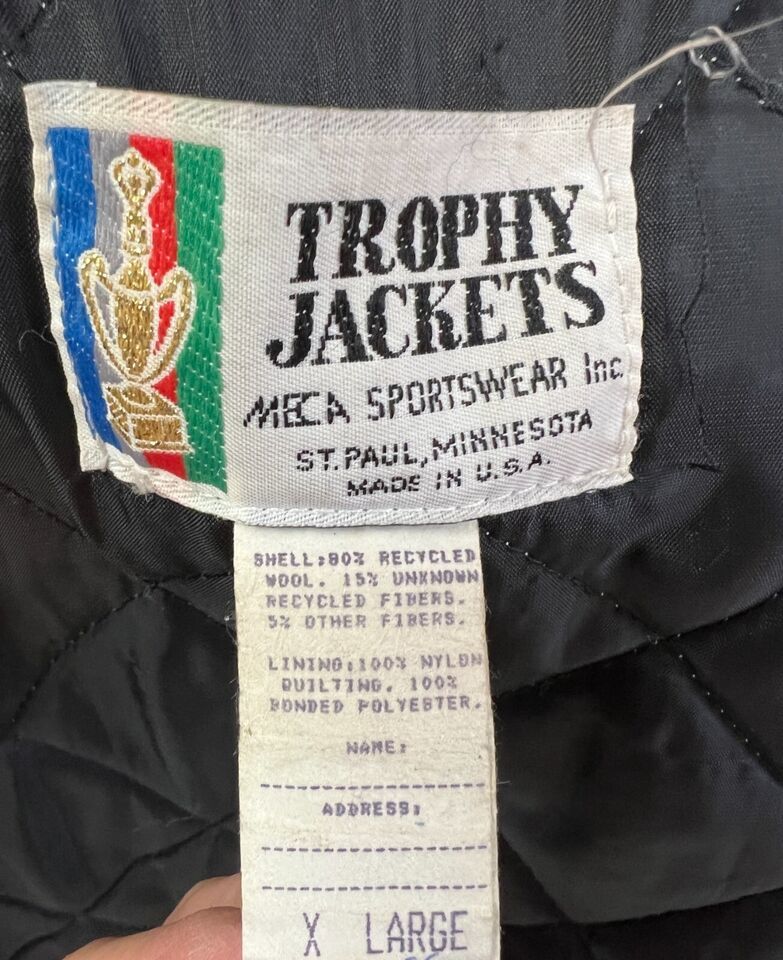 TROPHY
JACKETS
MECA SPORTSWEAR Inc.
ST. PAUL, MINNESOTA
MADE IN U.S.A.
SHELL:80% RECYCLED
WOOL. 15% UNKNOWN
RECYCLED FIBERS.
5% OTHER FIBERS.
LINING:100% NYLON
QUILTING. 100%
BONDED POLYESTER.
NAME:
ADDRESS:
X LARGE